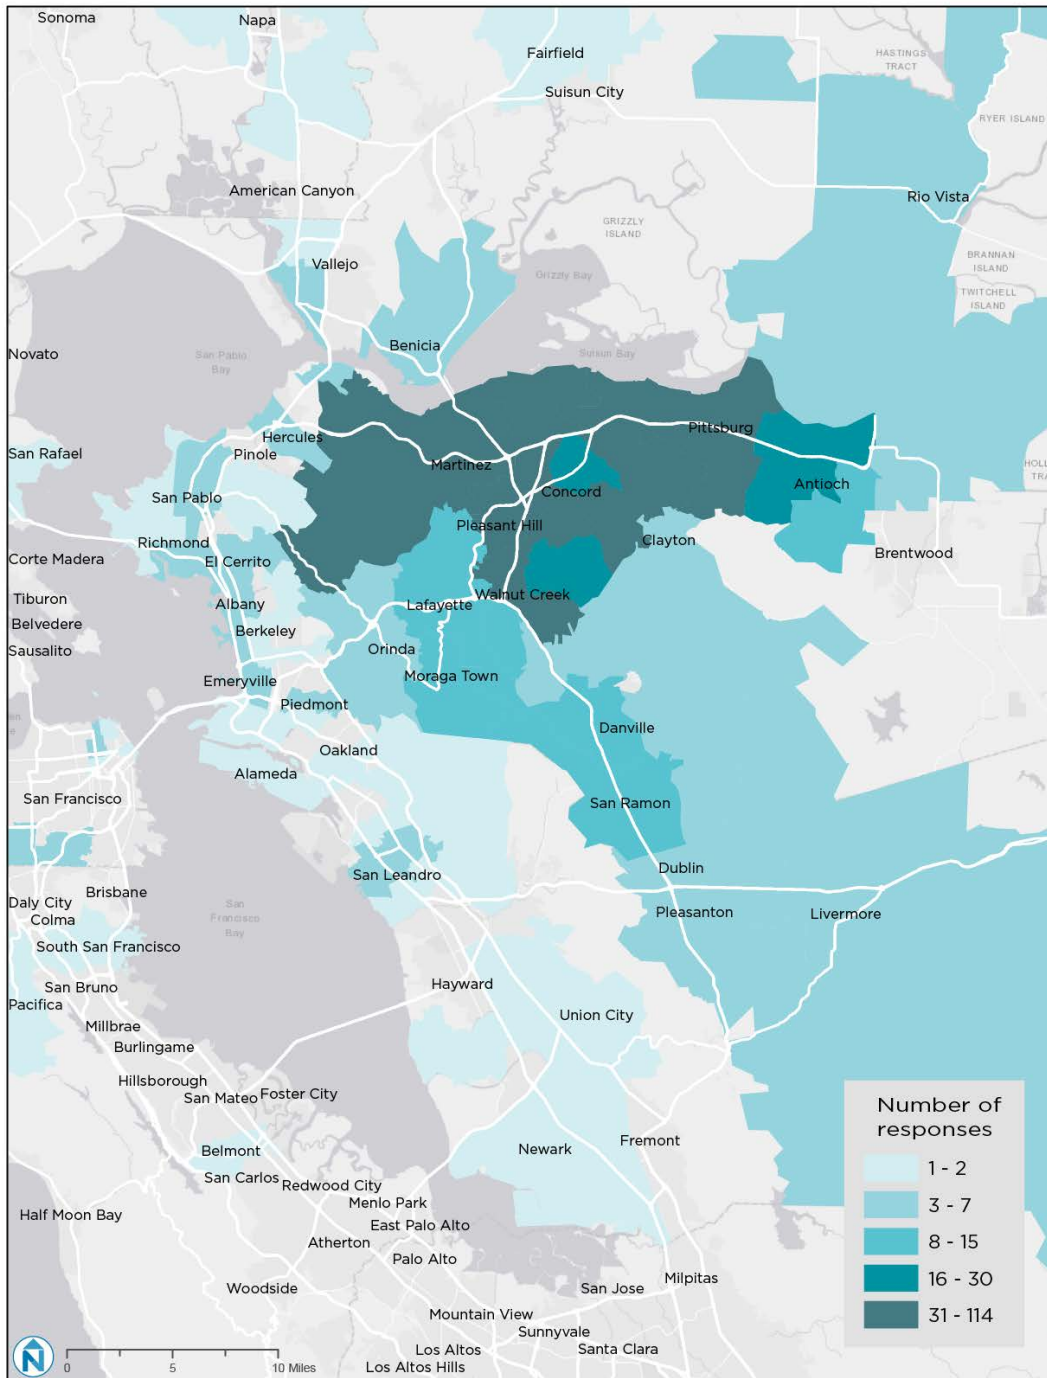 Sonoma
Napa
Fairfield
HASTINGS
TRACT
Suisun City
RYER ISLAND
American Canyon
Rio Vista
GRIZZLY
ISLAND
BRANNAN
ISLAND
Vallejo
Grizzly Bay
TWITCHELL
ISLAND
Benicia
Novato
San Pablo
Bay
Suisun Bay
Hercules
Pittsburg
San Rafael
Pinole
Martinez
Antioch
San Pablo
Concord
Pleasant Hill
Richmond
Clayton
Corte Madera
El Cerrito
Brentwood
Tiburon
Albany
Lafayette
Walnut Creek
Belvedere
Berkeley
Sausalito
Orinda
Emeryville
Moraga Town
Piedmont
Danville
Oakland
Alameda
San Francisco
San Ramon
Dublin
San Leandro
Brisbane
Daly City
San
Francisco
Bay
Pleasanton
Livermore
Colma
South San Francisco
Hayward
San Bruno
Pacifica
Union City
Millbrae
Burlingame
Hillsborough
San Mateo
Foster City
Belmont
Newark
Fremont
San Carlos
Redwood City
Menlo Park
Half Moon Bay
East Palo Alto
Atherton
Palo Alto
Woodside
San Jose
Milpitas
Mountain View
Sunnyvale
Los Altos
Santa Clara
Los Altos Hills
Number of
responses
1 - 2
3 - 7
8 - 15
16 - 30
31 - 114
N
0 5 10 Miles